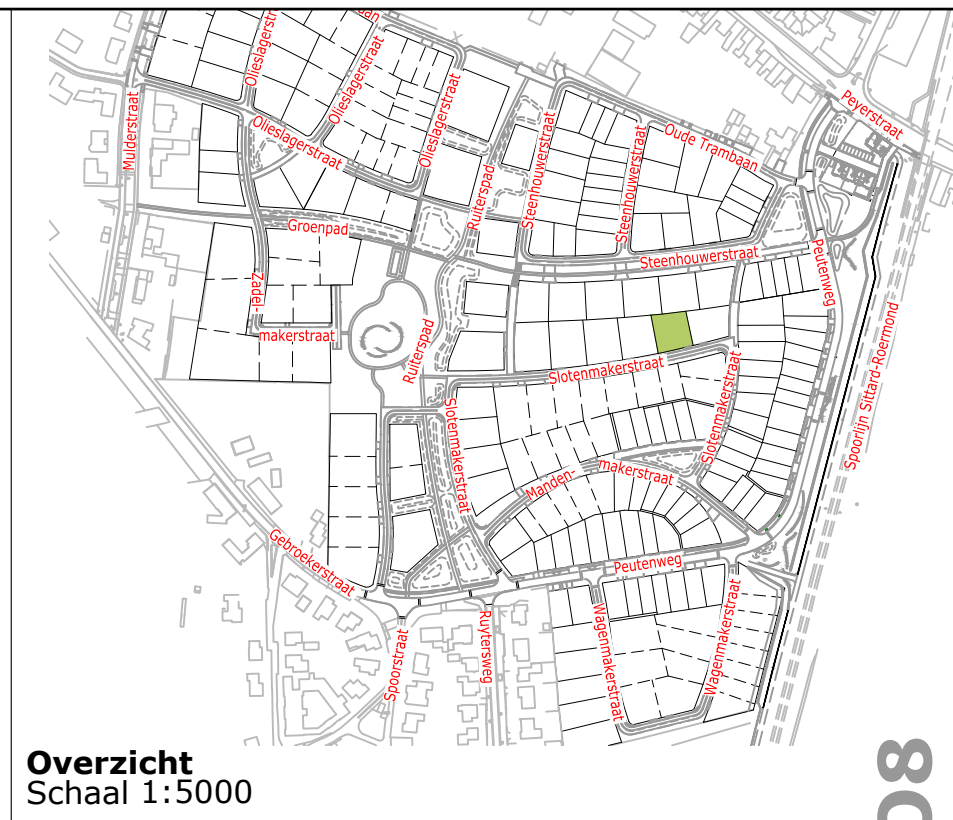 Olieslagerstraat
Olieslagerstraat
Olieslagerstraat
Olieslagerstraat
Mulderstraat
Peyerstraat
Oude Trambaan
Steenhouwerstraat
Steenhouwerstraat
Ruiterspad
Groenpad
Steenhouwerstraat
Peutenweg
Zadel-
makerstraat
Ruiterspad
Spoorlijn Sittard-Roermond
Slotenmakerstraat
Slotenmakerstraat
Slotenmakerstraat
Manden-
makerstraat
Gebroekerstraat
Peutenweg
Spoorstraat
Ruytersweg
Wagenmakerstraat
Wagenmakerstraat
Overzicht
Schaal 1:5000
08